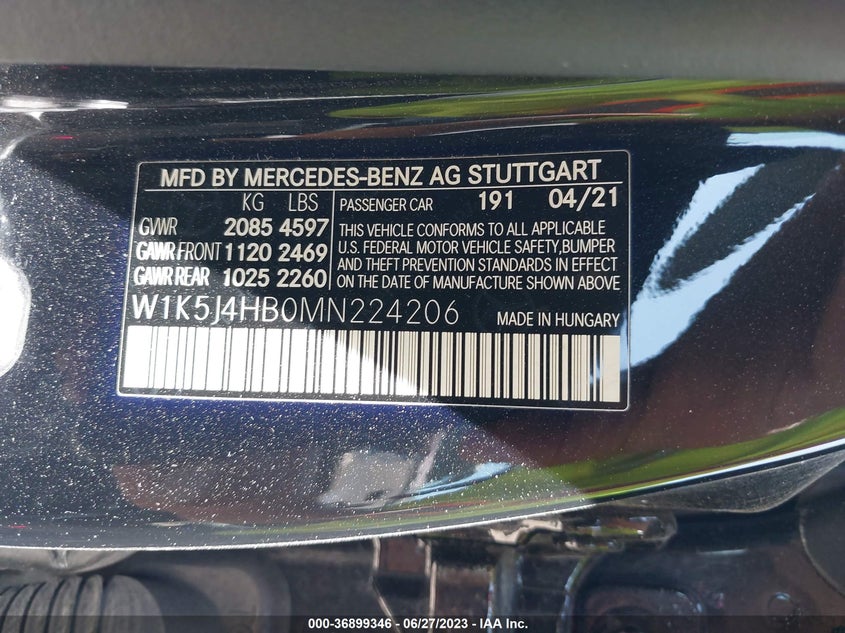 MFD BY MERCEDES-BENZ AG STUTTGART
KG LBS
GVWR 2085 4597
GAWR FRONT 1120 2469
GAWR REAR 1025 2260
PASSENGER CAR 191 04/21
THIS VEHICLE CONFORMS TO ALL APPLICABLE
U.S. FEDERAL MOTOR VEHICLE SAFETY,BUMPER
AND THEFT PREVENTION STANDARDS IN EFFECT
ON THE DATE OF MANUFACTURE SHOWN ABOVE
W1K5J4HB0MN224206 MADE IN HUNGARY
000-36899346 / 06/27/2023 / IAA Inc.